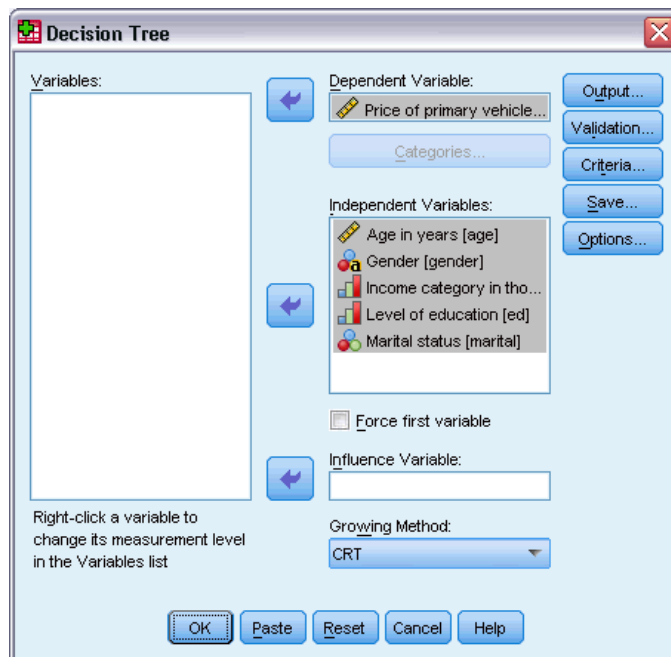 Decision Tree
Variables:
Dependent Variable:
Price of primary vehicle...
Categories...
Independent Variables:
Age in years [age]
Gender [gender]
Income category in tho...
Level of education [ed]
Marital status [marital]
Force first variable
Influence Variable:
Growing Method:
CRT
Right-click a variable to
change its measurement level
in the Variables list
Output...
Validation...
Criteria...
Save...
Options...
OK
Paste
Reset
Cancel
Help